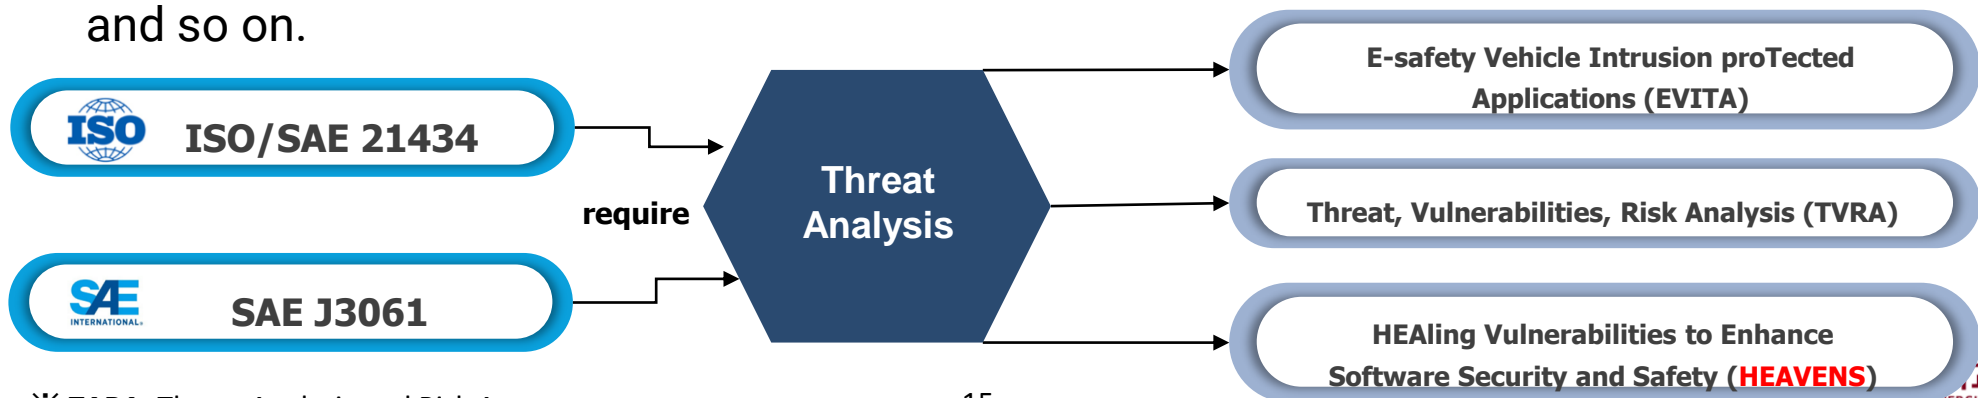 and so on.
ISO
ISO/SAE 21434
require
SAE
INTERNATIONAL.
SAE J3061
Threat
Analysis
E-safety Vehicle Intrusion proTected
Applications (EVITA)
Threat, Vulnerabilities, Risk Analysis (TVRA)
HEAling Vulnerabilities to Enhance
Software Security and Safety (HEAVENS)
15